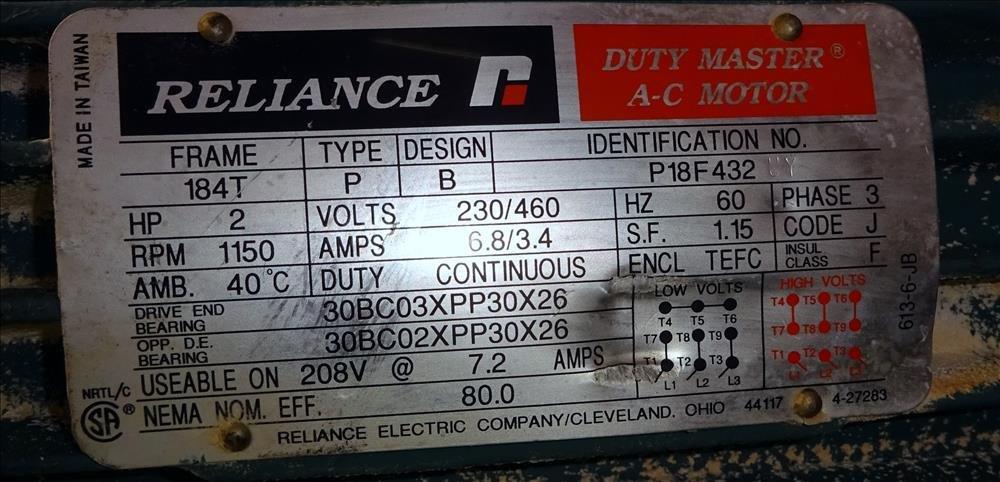 MADE IN TAIWAN
RELIANCE
DUTY MASTER®
A-C MOTOR
FRAME TYPE DESIGN IDENTIFICATION NO.
184T P B P18F432 UY
HP 2 VOLTS 230/460 HZ 60 PHASE 3
RPM 1150 AMPS 6.8/3.4 S.F. 1.15 CODE J
AMB. 40°C DUTY CONTINUOUS ENCL TEFC INSUL CLASS F
DRIVE END BEARING 30BC03XPP30X26
OPP. D.E. BEARING 30BC02XPP30X26
USEABLE ON 208V @ 7.2 AMPS
NEMA NOM. EFF. 80.0
LOW VOLTS
T4 T5 T6
T7 T8 T9
T1 T2 T3
L1 L2 L3
HIGH VOLTS
T4 T5 T6
T7 T8 T9
T1 T2 T3
613-6-JB
NRTL/C
SA®
RELIANCE ELECTRIC COMPANY/CLEVELAND, OHIO 44117 4-27283